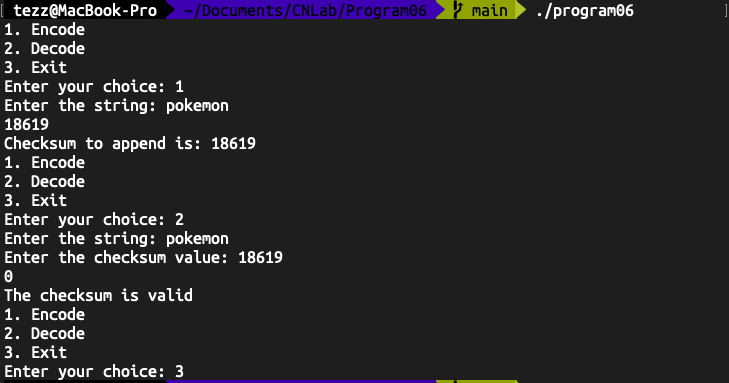 tezz@MacBook-Pro ~/Documents/CNLab/Program06 main ./program06
1. Encode
2. Decode
3. Exit
Enter your choice: 1
Enter the string: pokemon
18619
Checksum to append is: 18619
1. Encode
2. Decode
3. Exit
Enter your choice: 2
Enter the string: pokemon
Enter the checksum value: 18619
0
The checksum is valid
1. Encode
2. Decode
3. Exit
Enter your choice: 3